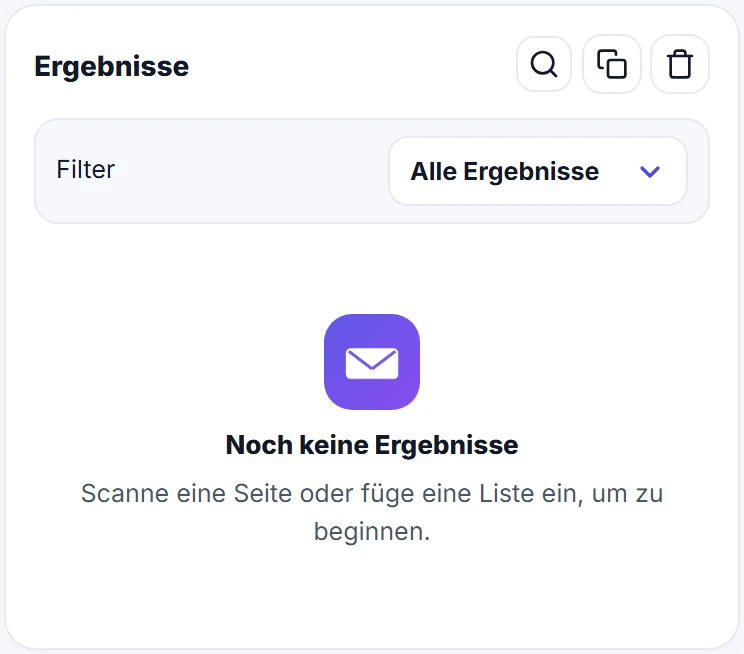 Ergebnisse
Filter
Alle Ergebnisse
Noch keine Ergebnisse
Scanne eine Seite oder füge eine Liste ein, um zu
beginnen.